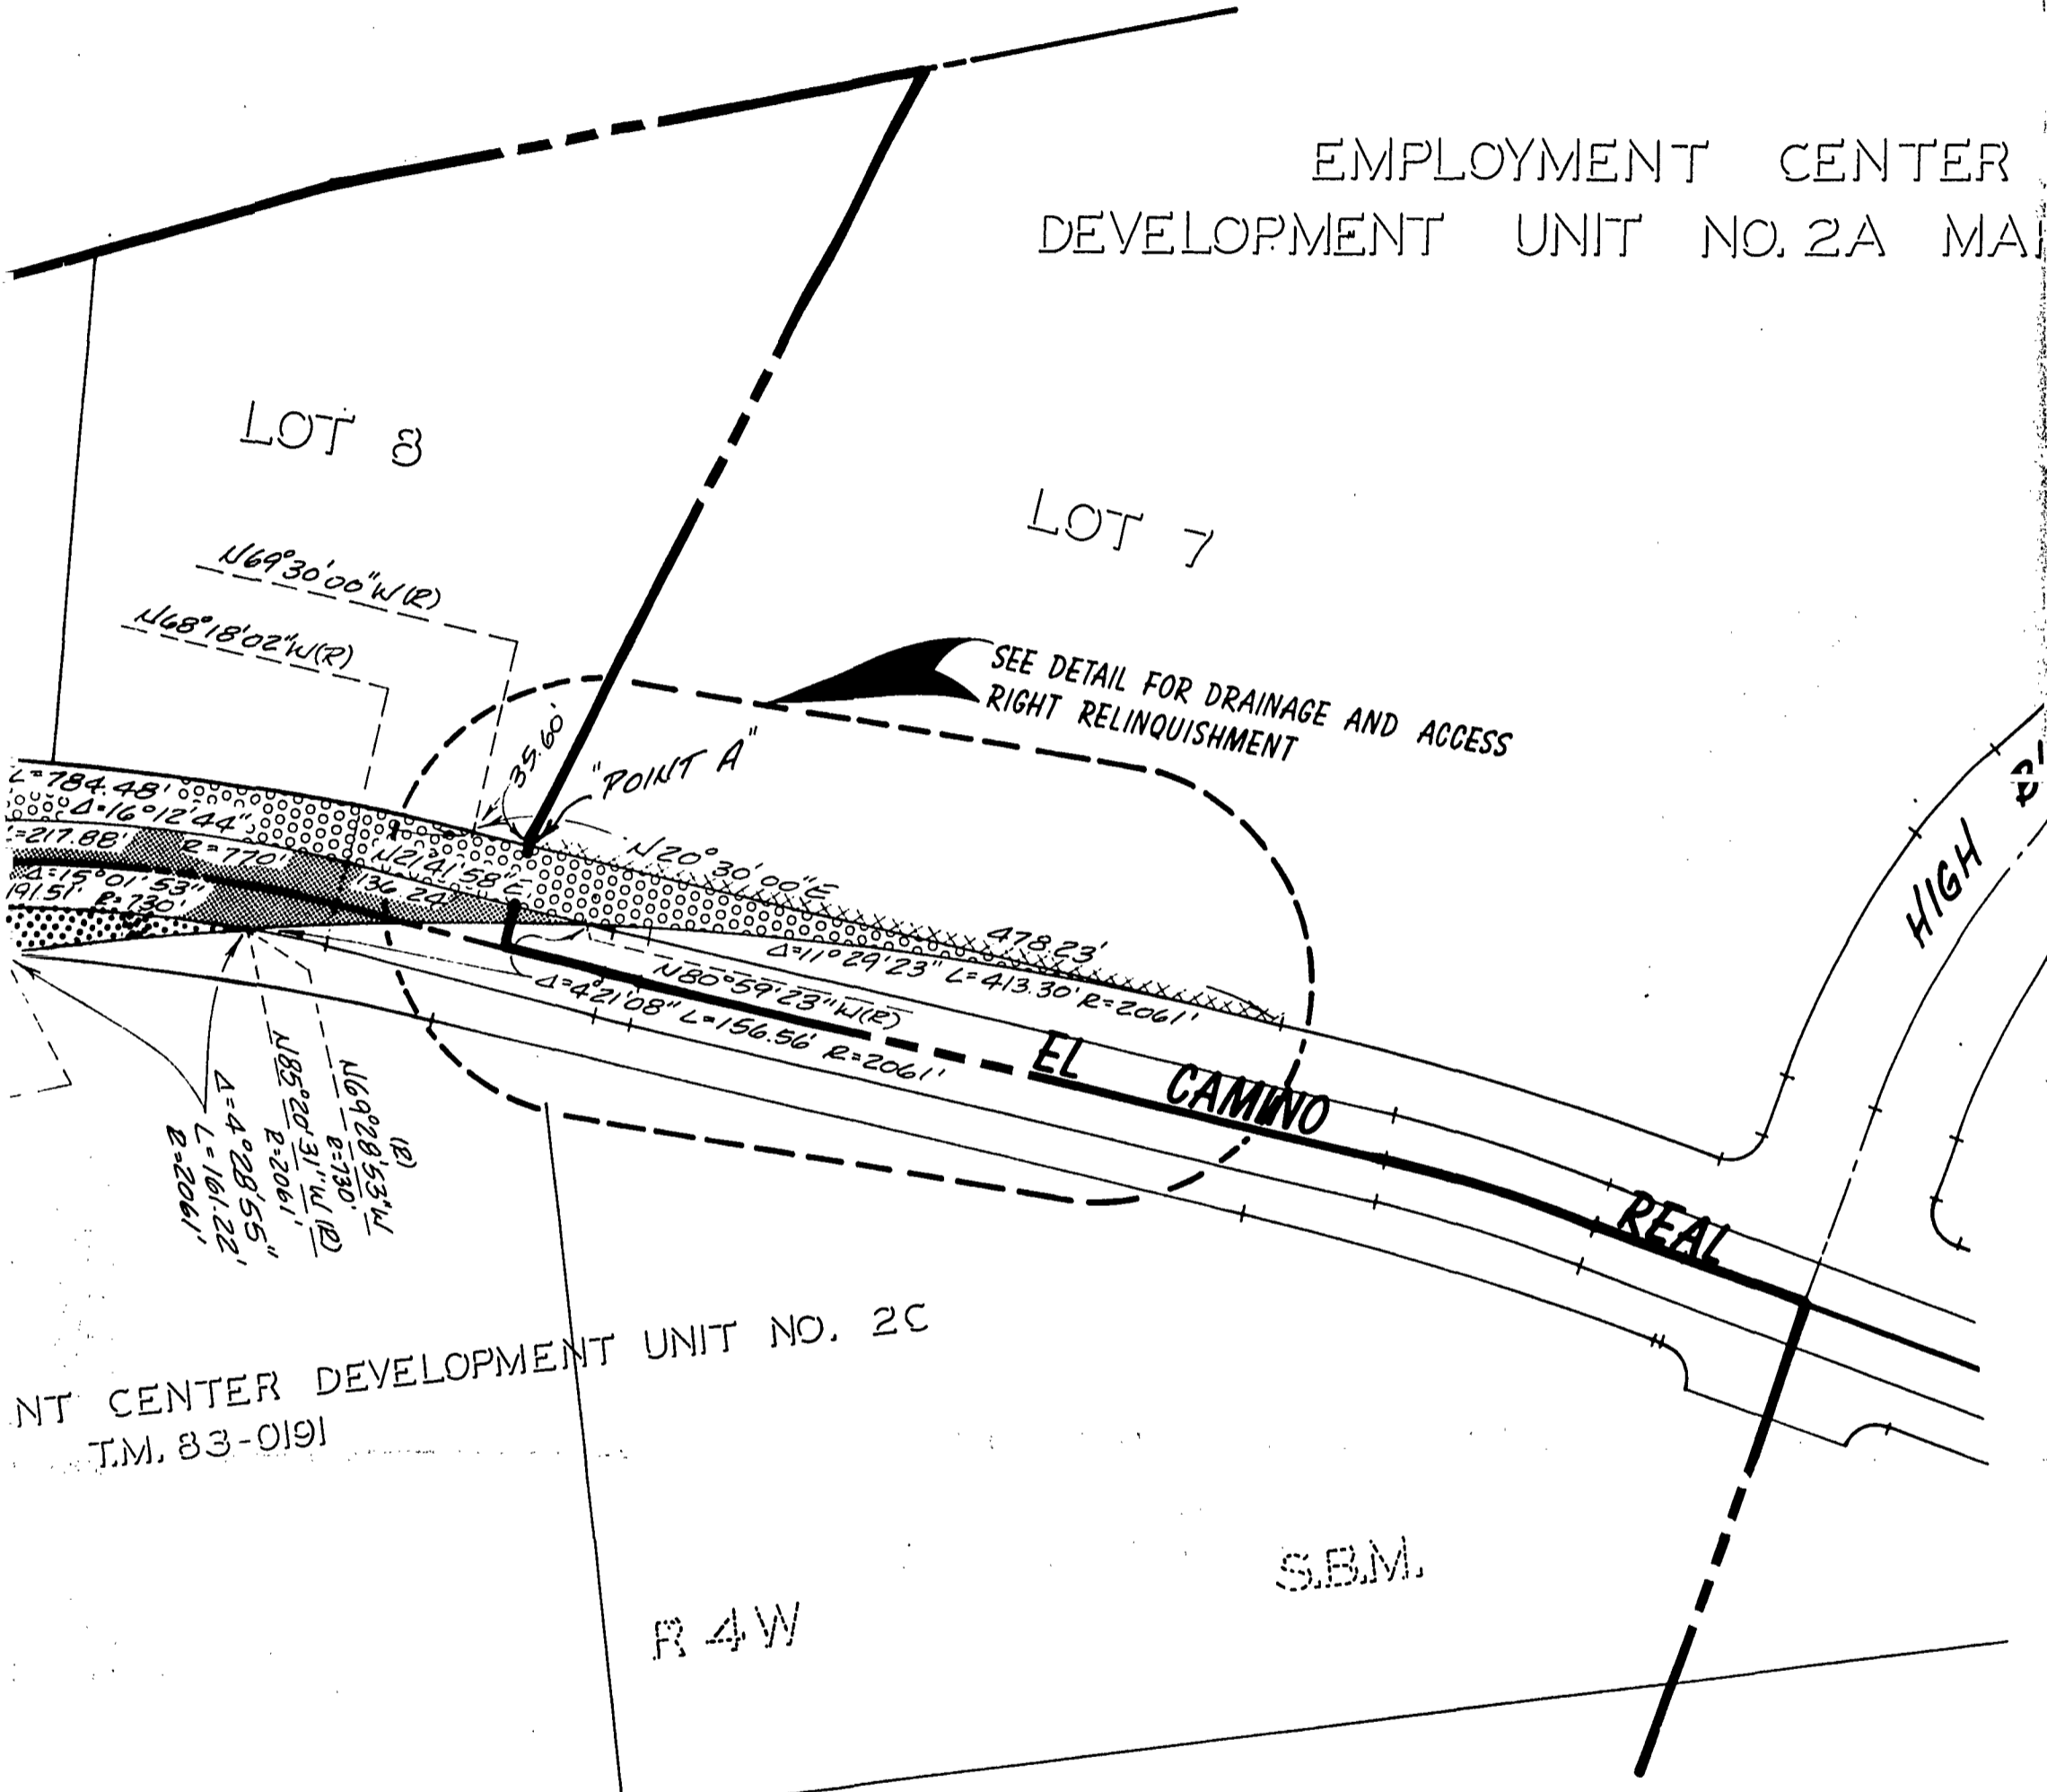 EMPLOYMENT CENTER
DEVELOPMENT UNIT NO. 2A
LOT 8
LOT 7
N69°30'00"W(R)
N68°18'02"W(R)
SEE DETAIL FOR DRAINAGE AND ACCESS
RIGHT RELINQUISHMENT
35.60'
"POINT A"
HIGH
L=784.48'
Δ=16°12'44"
=217.88'
R=770'
Δ=15°01'53"
191.51' R=730'
N21°41'58"E
136.24'
N20°30'00"E
478.23'
Δ=11°29'23" L=413.30' R=2061'
N80°59'23"W(R)
Δ=4°21'08" L=156.56' R=2061'
EL CAMINO REAL
(R)
N69°28'53"W
R=730'
N85°20'31"W(R)
R=2061'
Δ=4°28'55"
L=161.22'
R=2061'
NT CENTER DEVELOPMENT UNIT NO. 2C
T.M. 83-0191
S.B.M.
R 4 W